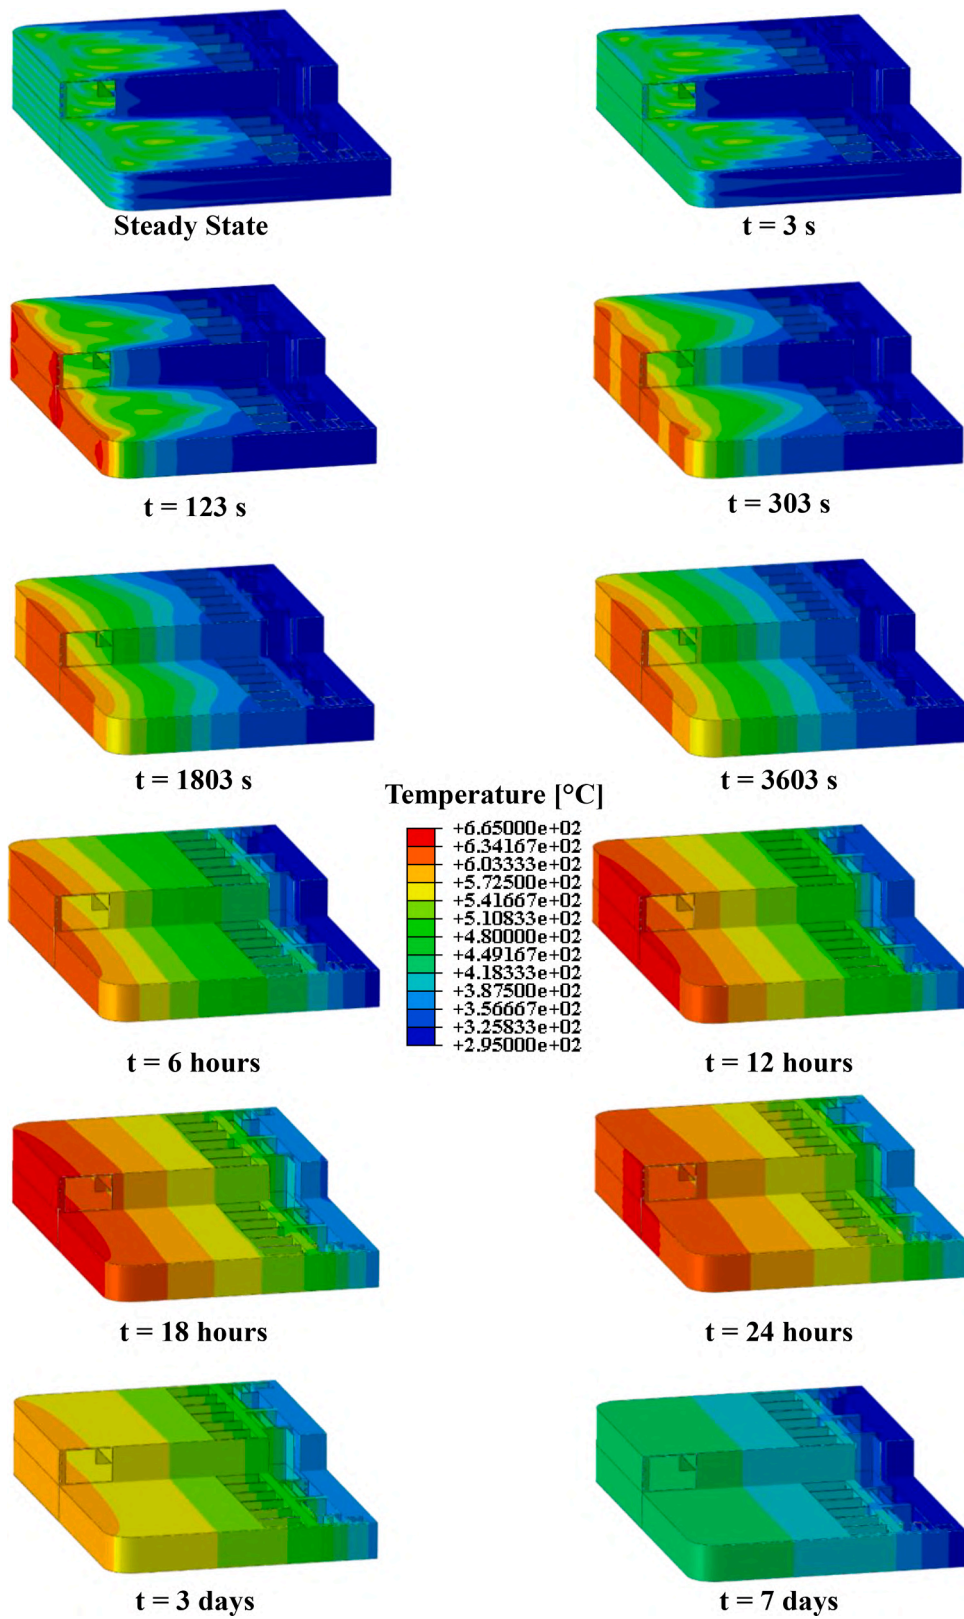 Steady State
t = 3 s
t = 123 s
t = 303 s
t = 1803 s
t = 3603 s
Temperature [°C]
+6.65000e+02
+6.34167e+02
+6.03333e+02
+5.72500e+02
+5.41667e+02
+5.10833e+02
+4.80000e+02
+4.49167e+02
+4.18333e+02
+3.87500e+02
+3.56667e+02
+3.25833e+02
+2.95000e+02
t = 6 hours
t = 12 hours
t = 18 hours
t = 24 hours
t = 3 days
t = 7 days